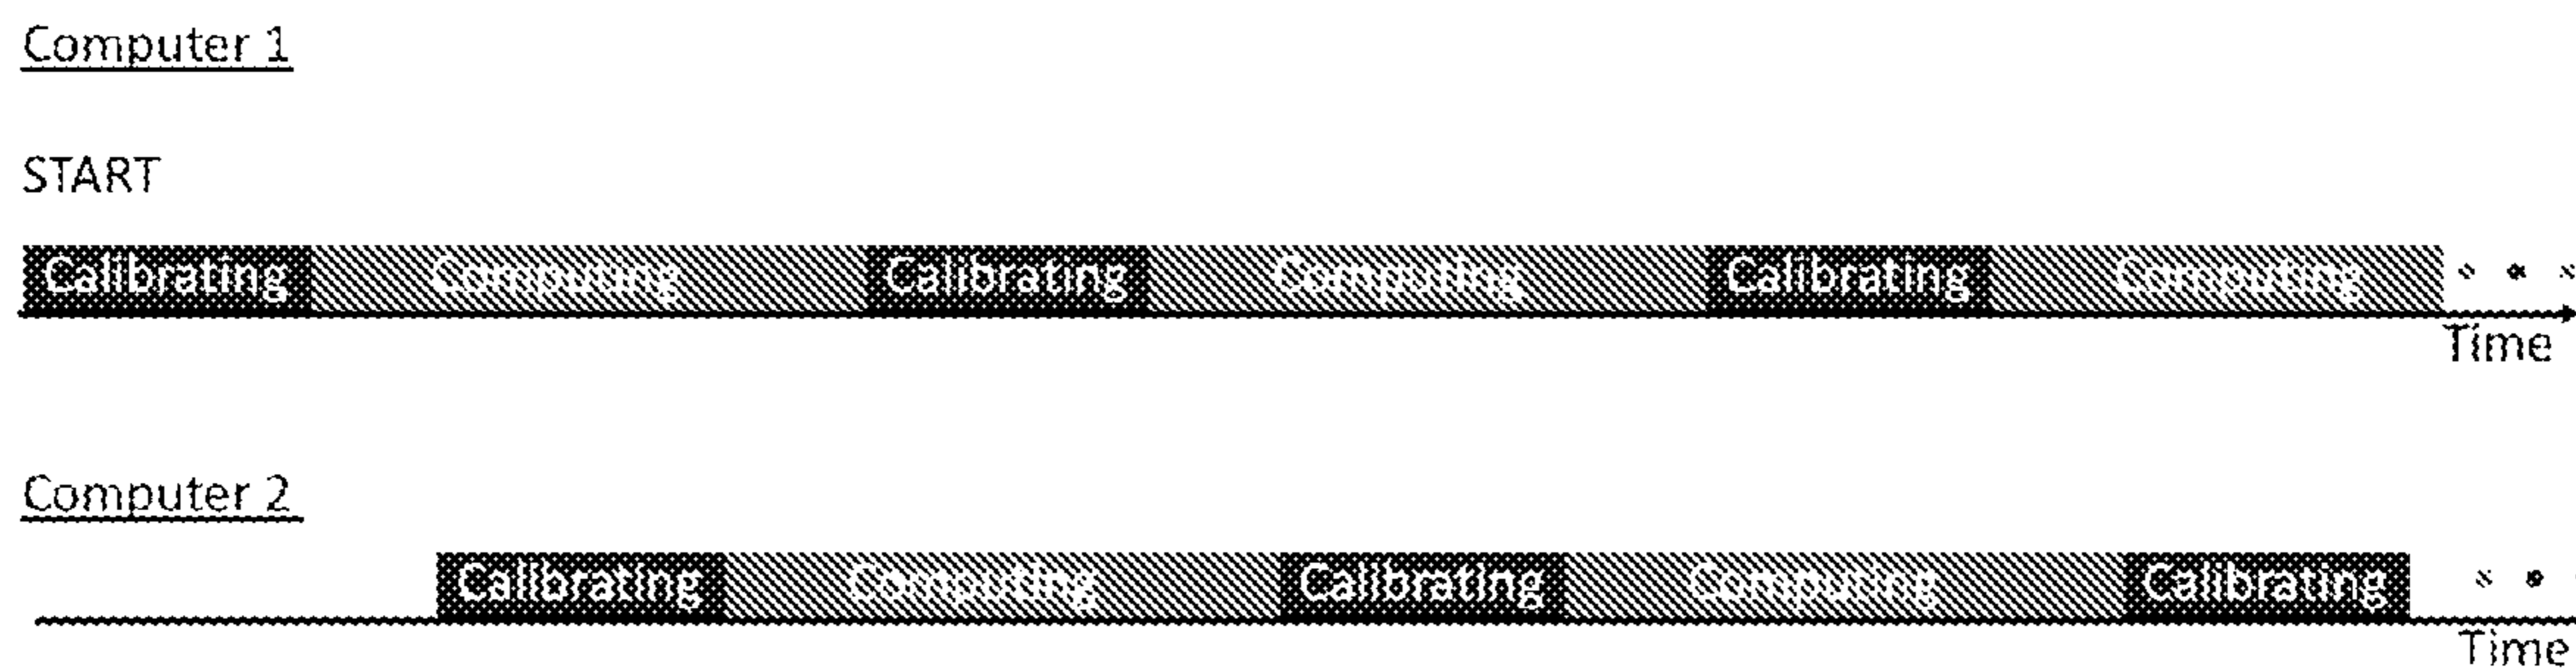 Computer 1
START
Calibrating Computing Calibrating Computing Calibrating Computing
Time
Computer 2
Calibrating Computing Calibrating Computing Calibrating
Time